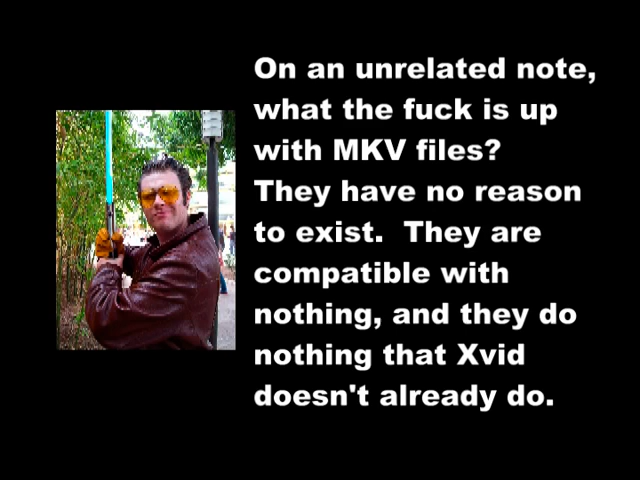 On an unrelated note,
what the fuck is up
with MKV files?
They have no reason
to exist.  They are
compatible with
nothing, and they do
nothing that Xvid
doesn't already do.